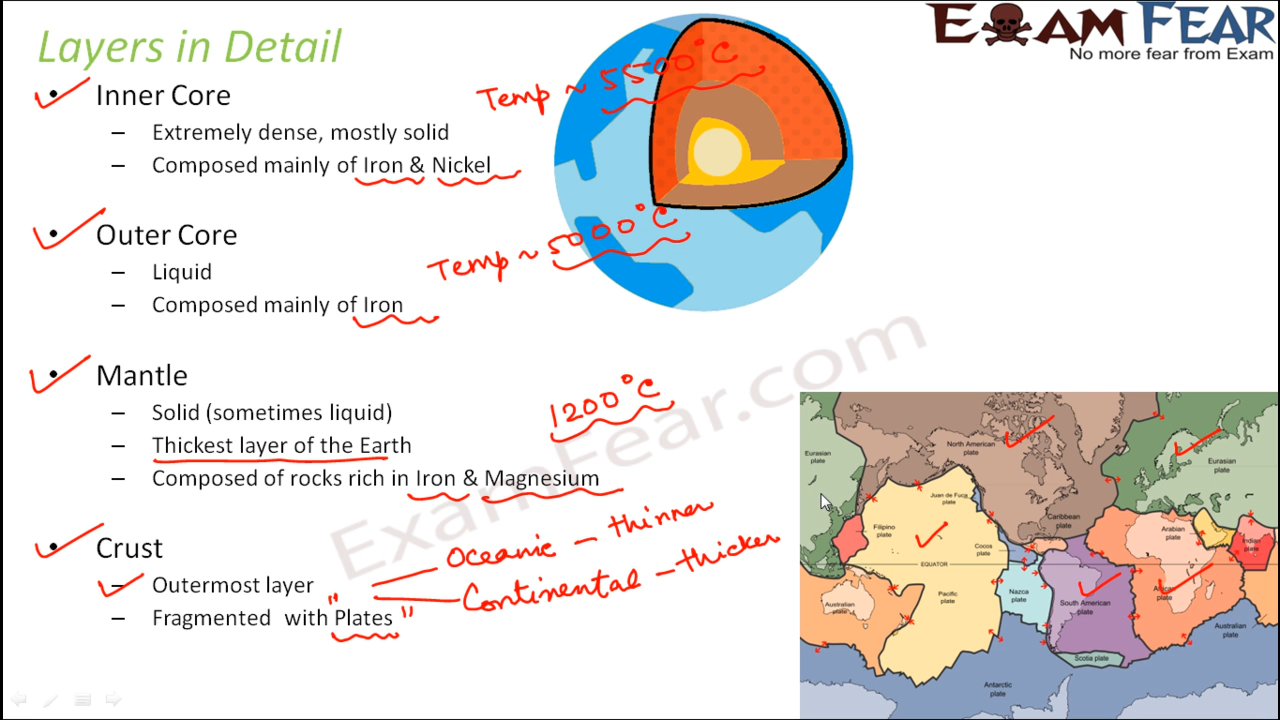 Layers in Detail
EXAM FEAR
No more fear from Exam
• Inner Core
Temp ~ 5500°C
– Extremely dense, mostly solid
– Composed mainly of Iron & Nickel
• Outer Core
Temp ~ 5000°C
– Liquid
– Composed mainly of Iron
• Mantle
1200°C
– Solid (sometimes liquid)
– Thickest layer of the Earth
– Composed of rocks rich in Iron & Magnesium
• Crust
Oceanic – thinner
– Outermost layer
Continental – thicker
– Fragmented with "Plates"
ExamFear.com
Eurasian
plate
North American
plate
Eurasian
plate
Juan de Fuca
plate
Filipino
plate
Caribbean
plate
Arabian
plate
Indian
plate
Cocos
plate
EQUATOR
Australian
plate
Pacific
plate
Nazca
plate
South American
plate
African
plate
Australian
plate
Scotia plate
Antarctic
plate